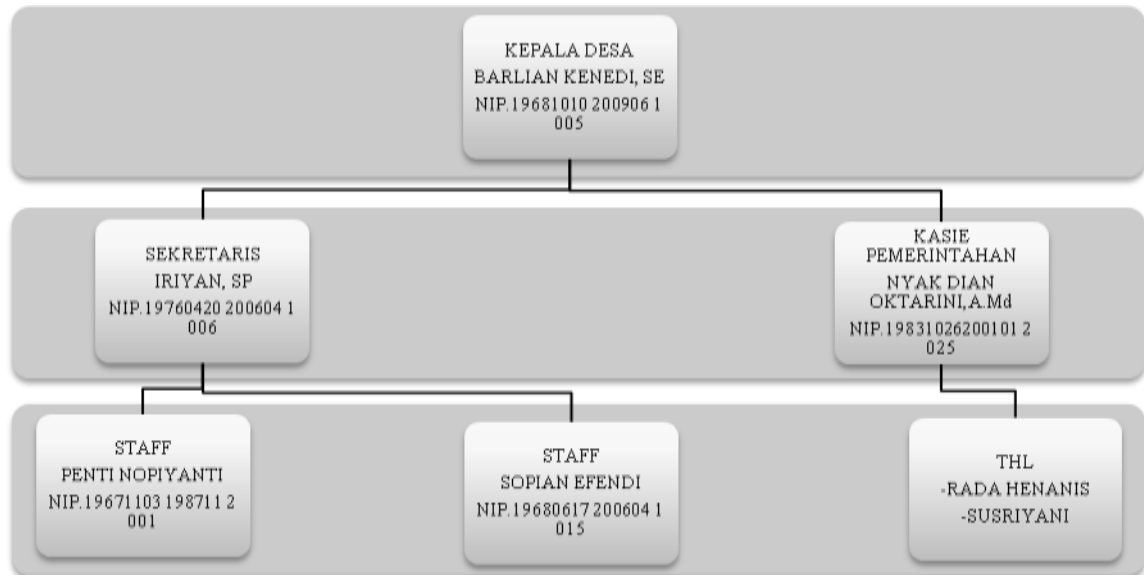 KEPALA DESA
BARLIAN KENEDI, SE
NIP.19681010 200906 1
005
SEKRETARIS
IRIYAN, SP
NIP.19760420 200604 1
006
KASIE
PEMERINTAHAN
NYAK DIAN
OKTARINI,A.Md
NIP.19831026200101 2
025
STAFF
PENTI NOPIYANTI
NIP.19671103 198711 2
001
STAFF
SOPIAN EFENDI
NIP.19680617 200604 1
015
THL
-RADA HENANIS
-SUSRIYANI